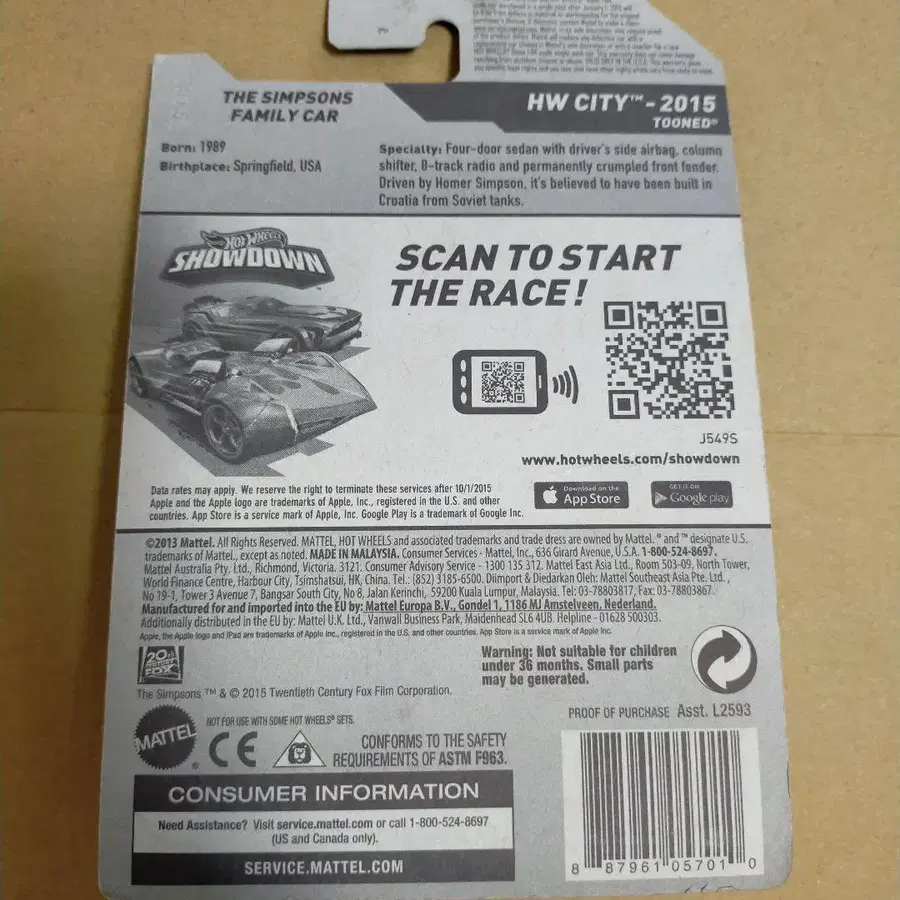 purchaser's lifetime.
THE SIMPSONS
FAMILY CAR
HW CITY™ - 2015
TOONED®
Born: 1989
Birthplace: Springfield, USA
Specialty: Four-door sedan with driver's side airbag, column
shifter, 8-track radio and permanently crumpled front fender.
Driven by Homer Simpson, it's believed to have been built in
Croatia from Soviet tanks.
HOT WHEELS
SHOWDOWN
SCAN TO START
THE RACE!
J549S
www.hotwheels.com/showdown
Data rates may apply. We reserve the right to terminate these services after 10/1/2015
Apple and the Apple logo are trademarks of Apple, Inc., registered in the U.S. and other
countries. App Store is a service mark of Apple, Inc. Google Play is a trademark of Google Inc.
Download on the
App Store
GET IT ON
Google play
©2013 Mattel. All Rights Reserved. MATTEL, HOT WHEELS and associated trademarks and trade dress are owned by Mattel. ® and ™ designate U.S.
trademarks of Mattel., except as noted. MADE IN MALAYSIA. Consumer Services - Mattel, Inc., 636 Girard Avenue, U.S.A. 1-800-524-8697.
Mattel Australia Pty. Ltd., Richmond, Victoria. 3121. Consumer Advisory Service - 1300 135 312. Mattel East Asia Ltd., Room 503-09, North Tower,
World Finance Centre, Harbour City, Tsimshatsui, HK, China. Tel.: (852) 3185-6500. Diimport & Diedarkan Oleh: Mattel Southeast Asia Pte. Ltd. ,
No 19-1, Tower 3 Avenue 7, Bangsar South City, No 8, Jalan Kerinchi, 59200 Kuala Lumpur, Malaysia. Tel: 03-78803817, Fax: 03-78803867.
Manufactured for and imported into the EU by: Mattel Europa B.V., Gondel 1, 1186 MJ Amstelveen, Nederland.
Additionally distributed in the EU by: Mattel U.K. Ltd., Vanwall Business Park, Maidenhead SL6 4UB. Helpline - 01628 500303.
Apple, the Apple logo and iPad are trademarks of Apple Inc., registered in the U.S. and other countries. App Store is a service mark of Apple Inc.
20TH
CENTURY
FOX
Warning: Not suitable for children
under 36 months. Small parts
may be generated.
The Simpsons ™ & © 2015 Twentieth Century Fox Film Corporation.
PROOF OF PURCHASE Asst. L2593
MATTEL
NOT FOR USE WITH SOME HOT WHEELS® SETS.
CE
CONFORMS TO THE SAFETY
REQUIREMENTS OF ASTM F963.
CONSUMER INFORMATION
Need Assistance? Visit service.mattel.com or call 1-800-524-8697
(US and Canada only).
SERVICE.MATTEL.COM
8 87961 05701 0